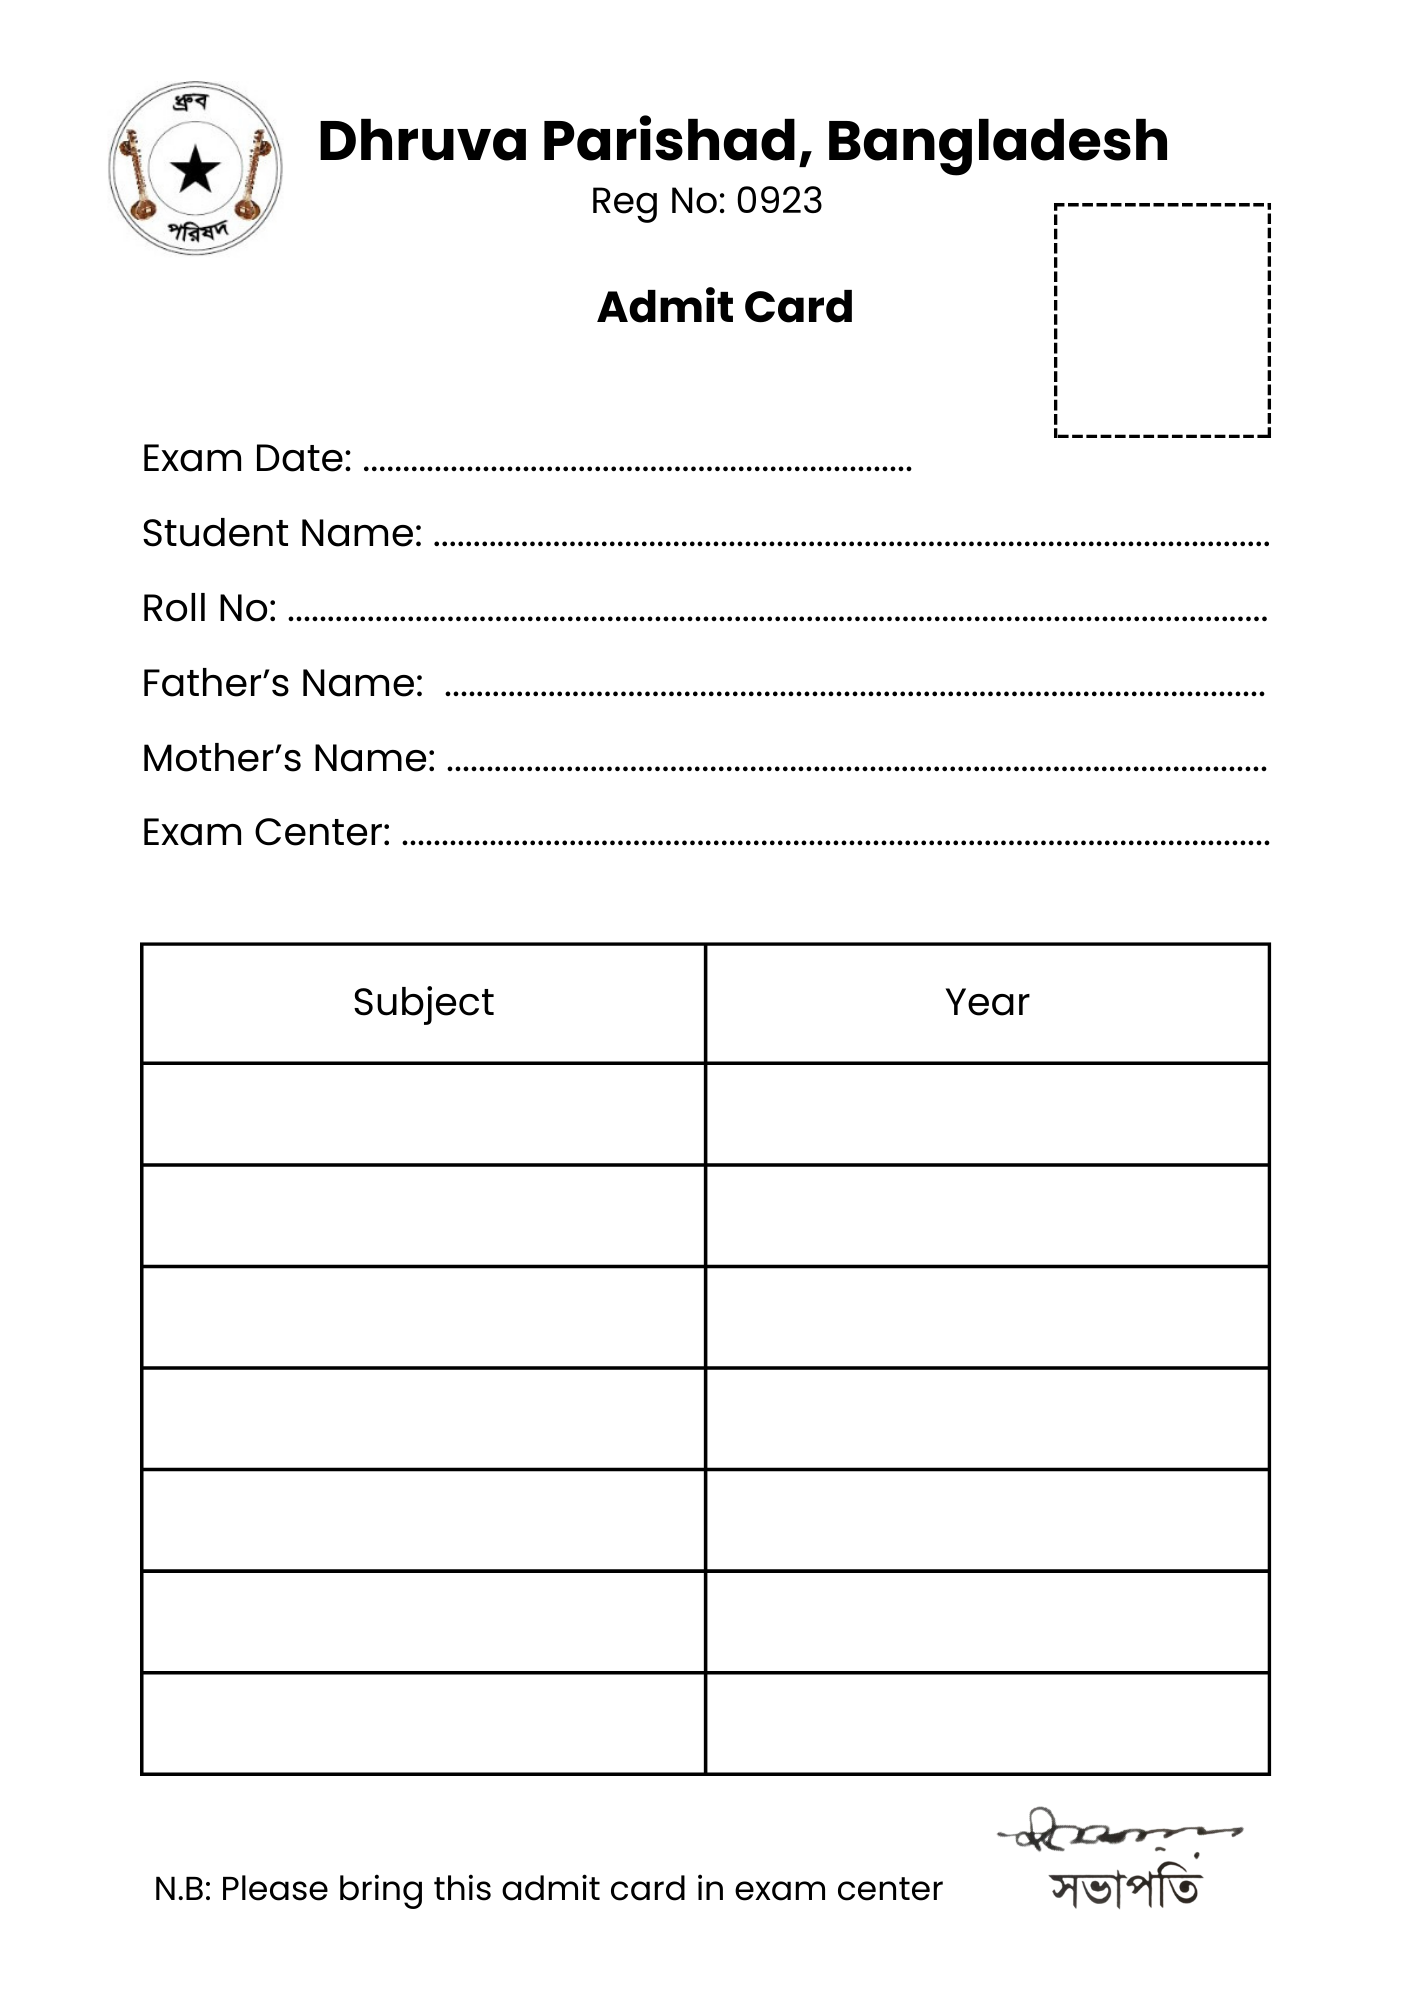 ধ্রুব
পরিষদ
Dhruva Parishad, Bangladesh
Reg No: 0923
Admit Card
Exam Date: .....................................................................
Student Name: .........................................................................................................
Roll No: ...........................................................................................................................
Father’s Name:  .......................................................................................................
Mother’s Name: .......................................................................................................
Exam Center: .............................................................................................................
Subject Year
N.B: Please bring this admit card in exam center
সভাপতি